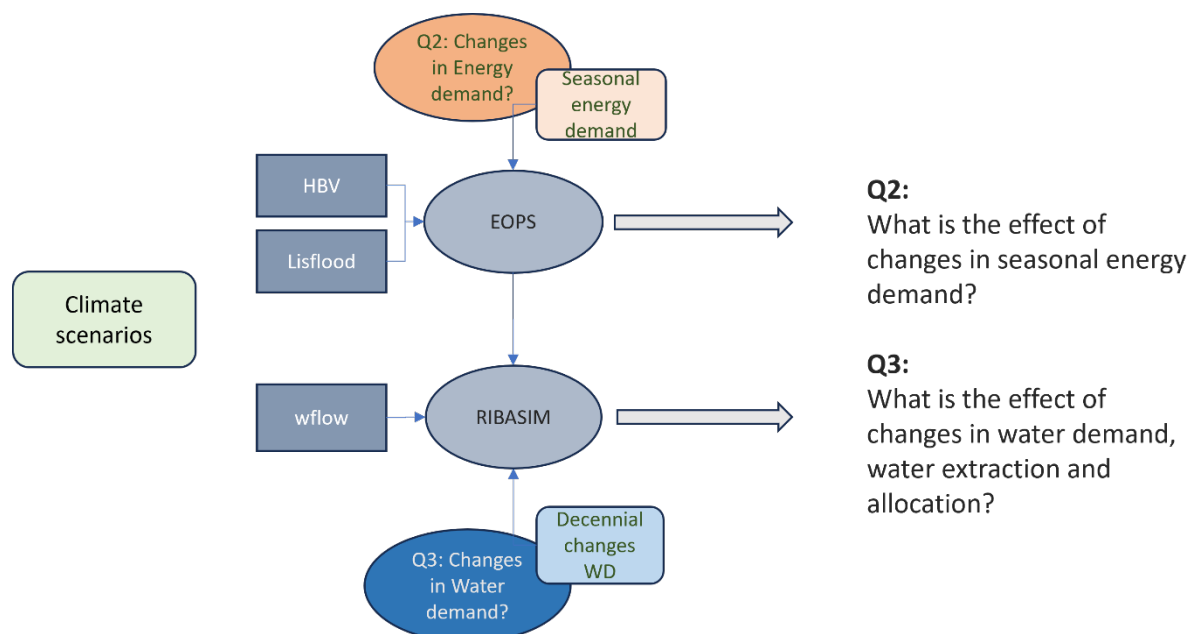 Q2: Changes
in Energy
demand?
Seasonal
energy
demand
HBV
Lisflood
EOPS
Climate
scenarios
wflow
RIBASIM
Decennial
changes
WD
Q3: Changes
in Water
demand?
Q2:
What is the effect of
changes in seasonal energy
demand?
Q3:
What is the effect of
changes in water demand,
water extraction and
allocation?